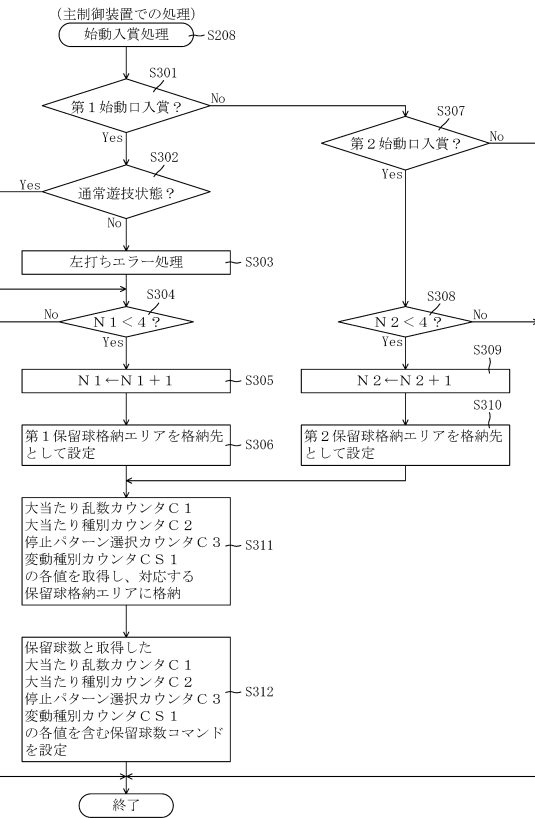 (主制御装置での処理)
始動入賞処理
S208
S301
第１始動口入賞？
No
Yes
S307
第２始動口入賞？
No
Yes
S302
Yes
通常遊技状態？
No
左打ちエラー処理
S303
S304
No
Ｎ１＜４？
Yes
S308
Ｎ２＜４？
No
Yes
Ｎ１←Ｎ１＋１
S305
S309
Ｎ２←Ｎ２＋１
第１保留球格納エリアを格納先
として設定
S306
S310
第２保留球格納エリアを格納先
として設定
大当たり乱数カウンタＣ１
大当たり種別カウンタＣ２
停止パターン選択カウンタＣ３
変動種別カウンタＣＳ１
の各値を取得し、対応する
保留球格納エリアに格納
S311
保留球数と取得した
大当たり乱数カウンタＣ１
大当たり種別カウンタＣ２
停止パターン選択カウンタＣ３
変動種別カウンタＣＳ１
の各値を含む保留球数コマンド
を設定
S312
終了